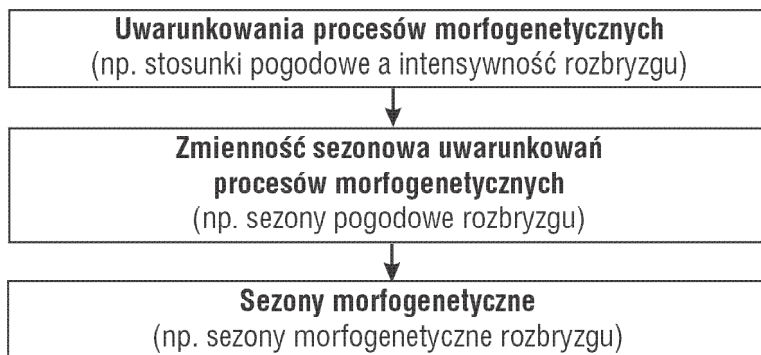 Uwarunkowania procesów morfogenetycznych
(np. stosunki pogodowe a intensywność rozbryzgu)
Zmienność sezonowa uwarunkowań
procesów morfogenetycznych
(np. sezony pogodowe rozbryzgu)
Sezony morfogenetyczne
(np. sezony morfogenetyczne rozbryzgu)